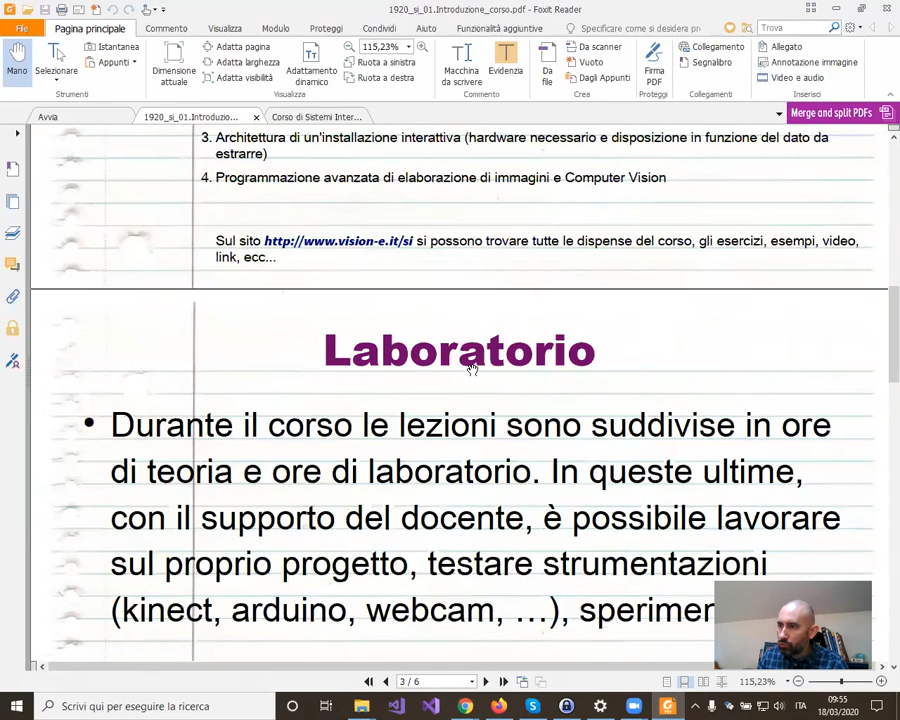 1920_si_01.Introduzione_corso.pdf - Foxit Reader
File
Pagina principale
Commento
Visualizza
Modulo
Proteggi
Condividi
Aiuto
Funzionalità aggiuntive
Specificare come si desidera pr
Trova
Mano
Selezionare
Istantanea
Appunti
Strumenti
Dimensione attuale
Adatta pagina
Adatta larghezza
Adatta visibilità
Adattamento dinamico
115,23%
Ruota a sinistra
Ruota a destra
Visualizza
Macchina da scrivere
Evidenzia
Commento
Da file
Da scanner
Vuoto
Dagli Appunti
Crea
Firma PDF
Proteggi
Collegamento
Segnalibro
Collegamenti
Allegato
Annotazione immagine
Video e audio
Inserisci
Avvia
1920_si_01.Introduzio...
Corso di Sistemi Inter...
Merge and split PDFs
3. Architettura di un'installazione interattiva (hardware necessario e disposizione in funzione del dato da
estrarre)
4. Programmazione avanzata di elaborazione di immagini e Computer Vision
Sul sito http://www.vision-e.it/si si possono trovare tutte le dispense del corso, gli esercizi, esempi, video,
link, ecc...
Laboratorio
• Durante il corso le lezioni sono suddivise in ore
di teoria e ore di laboratorio. In queste ultime,
con il supporto del docente, è possibile lavorare
sul proprio progetto, testare strumentazioni
(kinect, arduino, webcam, …), sperimer
3 / 6
115,23%
Scrivi qui per eseguire la ricerca
ITA
09:55
18/03/2020